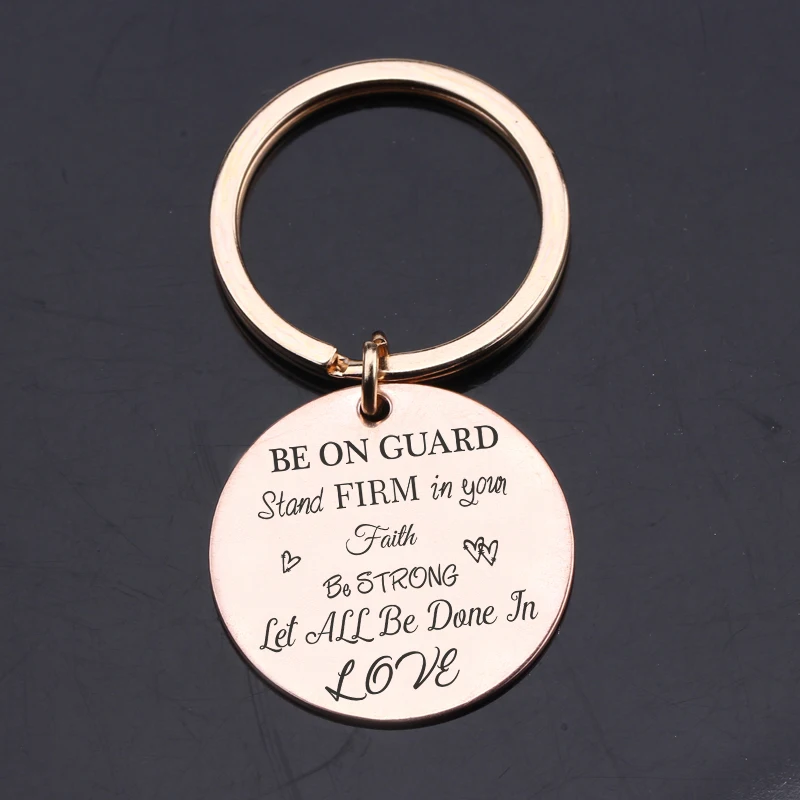 BE ON GUARD
Stand FIRM in your
Faith
Be STRONG
Let ALL Be Done In
LOVE